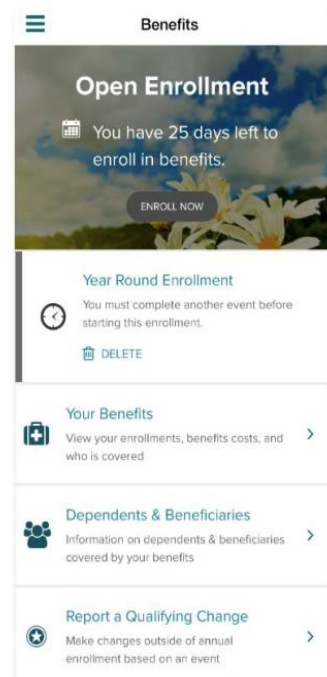 Benefits
Open Enrollment
You have 25 days left to
enroll in benefits.
ENROLL NOW
Year Round Enrollment
You must complete another event before
starting this enrollment.
DELETE
Your Benefits
View your enrollments, benefits costs, and
who is covered
Dependents & Beneficiaries
Information on dependents & beneficiaries
covered by your benefits
Report a Qualifying Change
Make changes outside of annual
enrollment based on an event